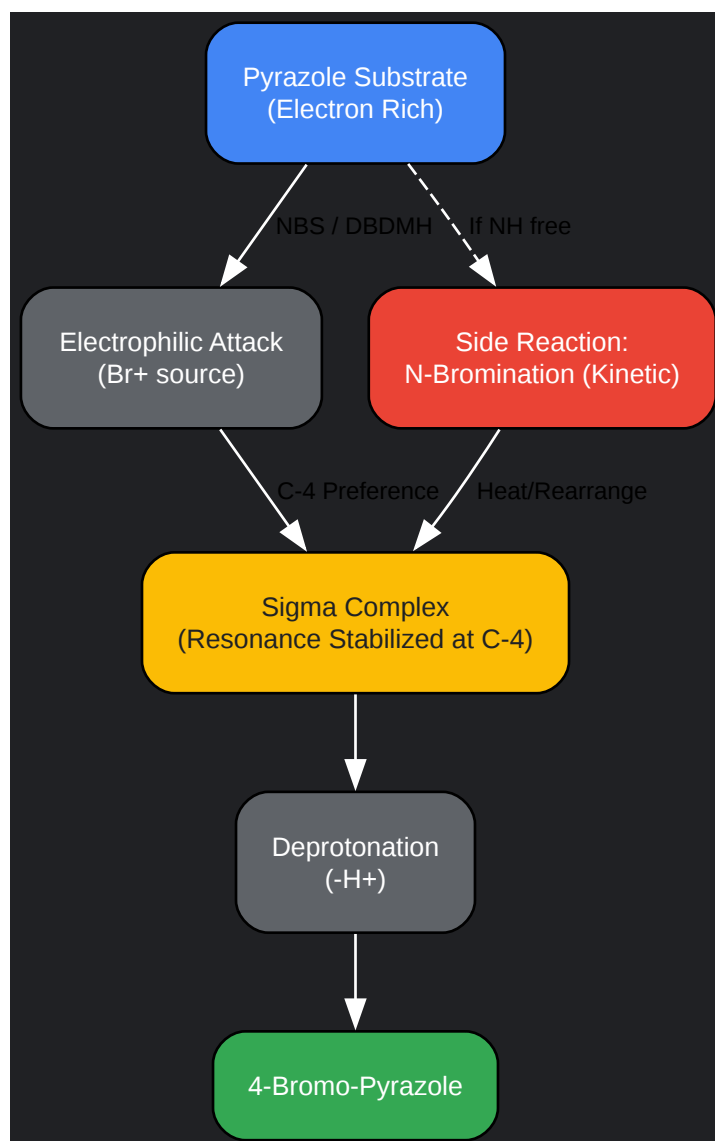 Pyrazole Substrate
(Electron Rich)
NBS / DBDMH
If NH free
Electrophilic Attack
(Br+ source)
Side Reaction:
N-Bromination (Kinetic)
C-4 Preference
Heat/Rearrange
Sigma Complex
(Resonance Stabilized at C-4)
Deprotonation
(-H+)
4-Bromo-Pyrazole